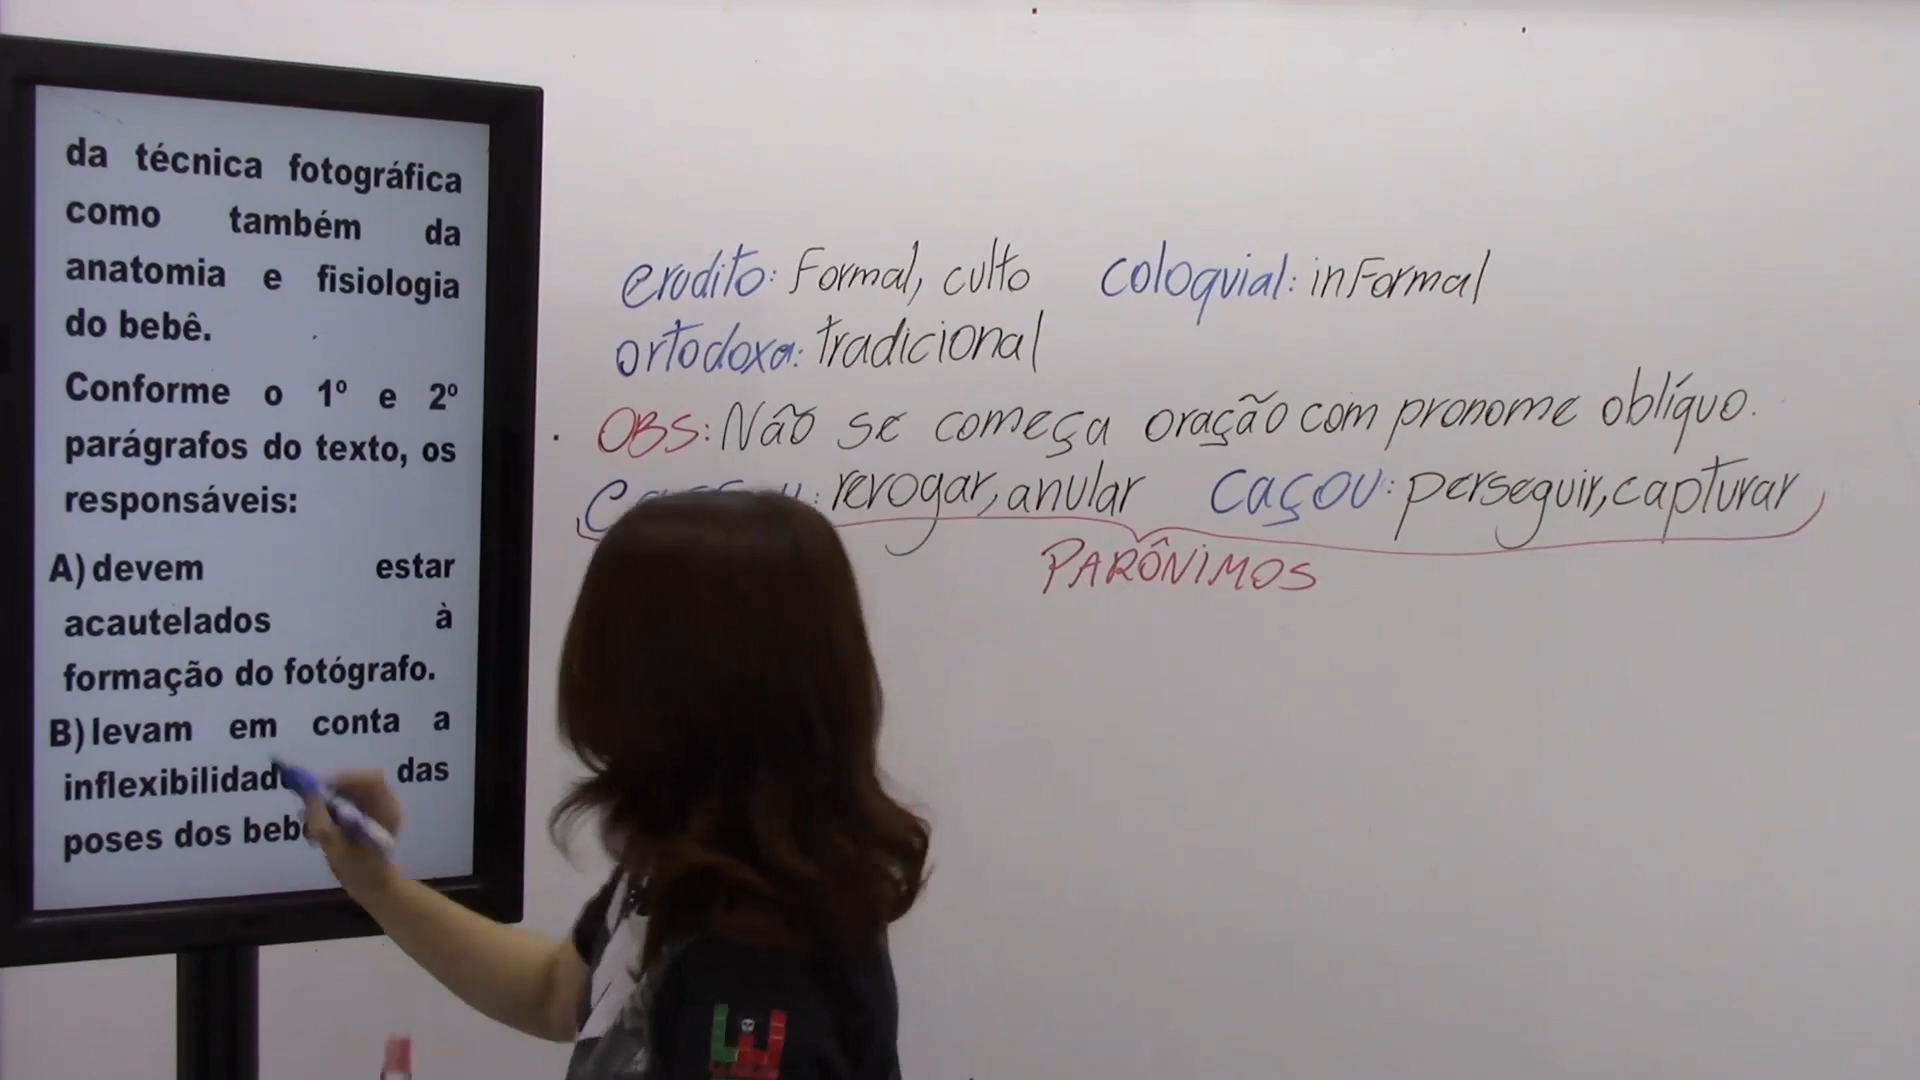 da técnica fotográfica
como também da
anatomia e fisiologia
do bebê.
Conforme o 1º e 2º
parágrafos do texto, os
responsáveis:
A) devem estar
acautelados à
formação do fotógrafo.
B) levam em conta a
das
poses dos
erudito: Formal, culto coloquial: informal
ortodoxa: tradicional
OBS: Não se começa oração com pronome oblíquo.
revogar, anular Caçou: perseguir, capturar
PARÔNIMOS